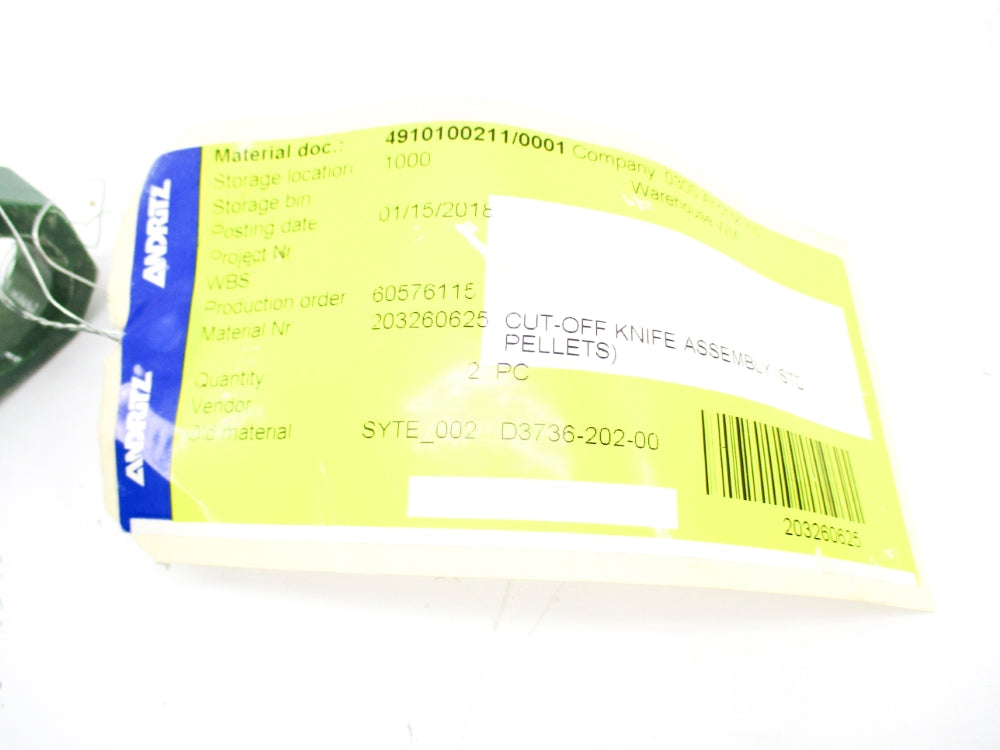 ANDRITZ
ANDRITZ
Material doc.: 4910100211/0001 Company 0300
Storage location 1000
Storage bin
Posting date 01/15/2018
Project Nr
WBS
Production order 60576115
Material Nr 203260625 CUT-OFF KNIFE ASSEMBLY (STD
PELLETS)
Quantity 2 PC
Vendor
Old material SYTE_002 D3736-202-00
203260625